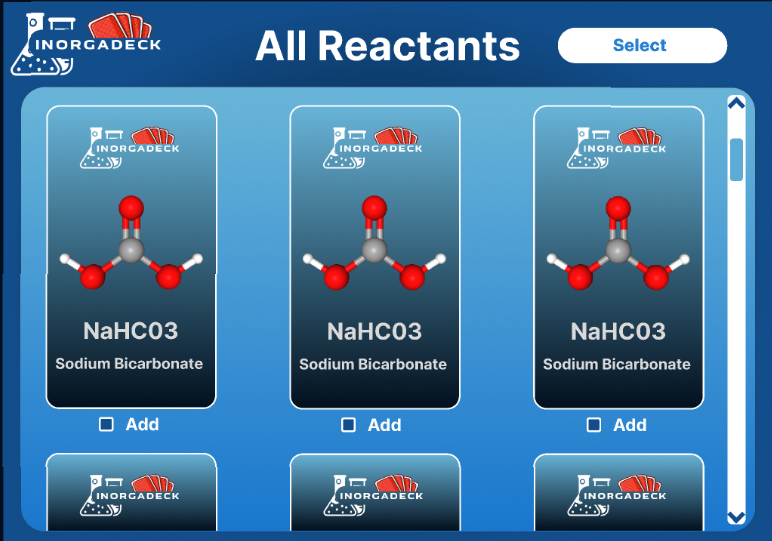 INORGADECK
All Reactants
Select
INORGADECK
INORGADECK
INORGADECK
NaHC03
NaHC03
NaHC03
Sodium Bicarbonate
Sodium Bicarbonate
Sodium Bicarbonate
Add
Add
Add
INORGADECK
INORGADECK
INORGADECK